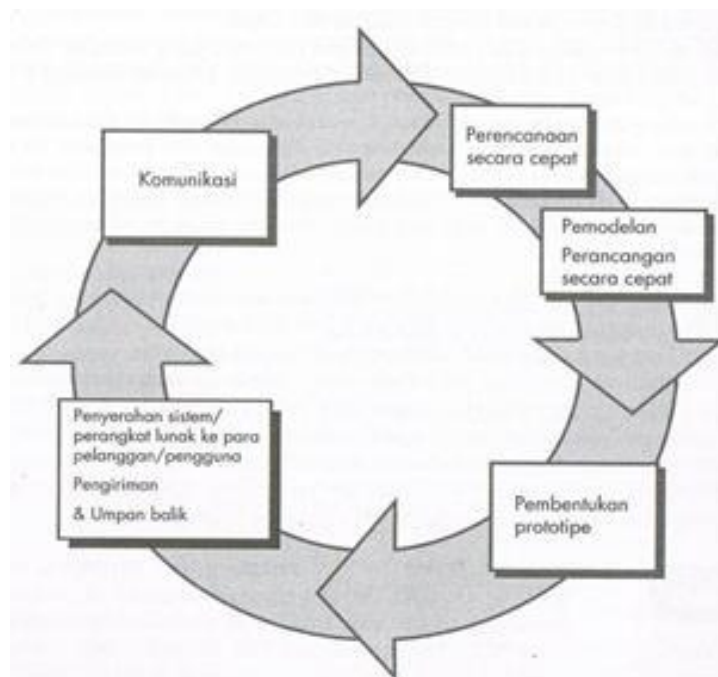 Komunikasi
Perencanaan
secara cepat
Pemodelan
Perancangan
secara cepat
Pembentukan
prototipe
Penyerahan sistem/
perangkat lunak ke para
pelanggan/pengguna
Pengiriman
& Umpan balik